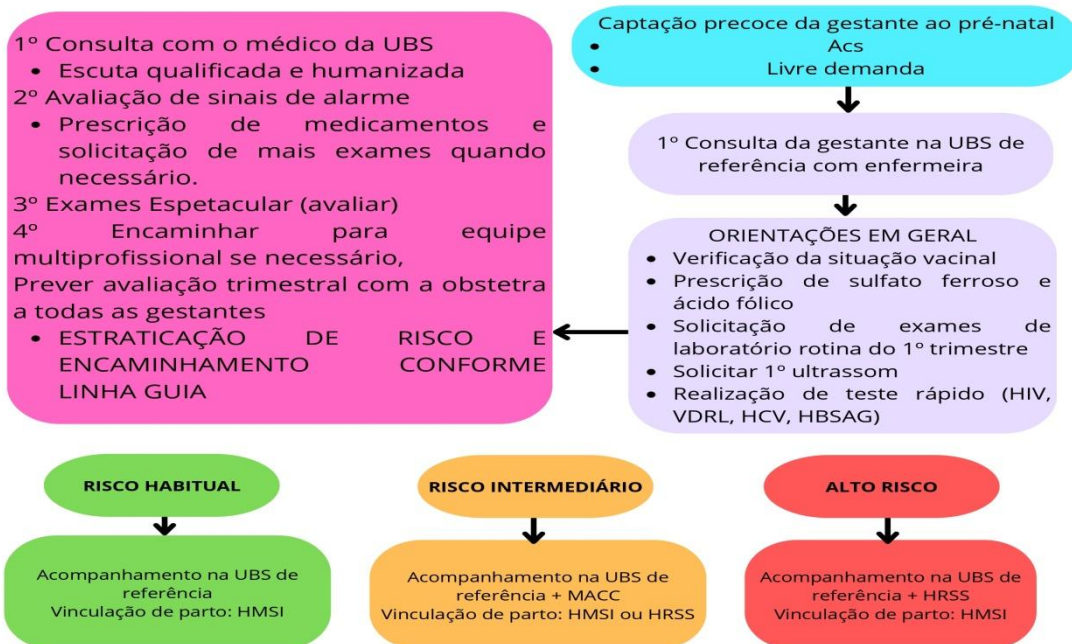 Captação precoce da gestante ao pré-natal
• Acs
• Livre demanda
1º Consulta da gestante na UBS de
referência com enfermeira
ORIENTAÇÕES EM GERAL
• Verificação da situação vacinal
• Prescrição de sulfato ferroso e
ácido fólico
• Solicitação de exames de
laboratório rotina do 1º trimestre
• Solicitar 1º ultrassom
• Realização de teste rápido (HIV,
VDRL, HCV, HBSAG)
1º Consulta com o médico da UBS
• Escuta qualificada e humanizada
2º Avaliação de sinais de alarme
• Prescrição de medicamentos e
solicitação de mais exames quando
necessário.
3º Exames Espetacular (avaliar)
4º Encaminhar para equipe
multiprofissional se necessário,
Prever avaliação trimestral com a obstetra
a todas as gestantes
• ESTRATICAÇÃO DE RISCO E
ENCAMINHAMENTO CONFORME
LINHA GUIA
RISCO HABITUAL
Acompanhamento na UBS de
referência
Vinculação de parto: HMSI
RISCO INTERMEDIÁRIO
Acompanhamento na UBS de
referência + MACC
Vinculação de parto: HMSI ou HRSS
ALTO RISCO
Acompanhamento na UBS de
referência + HRSS
Vinculação de parto: HMSI